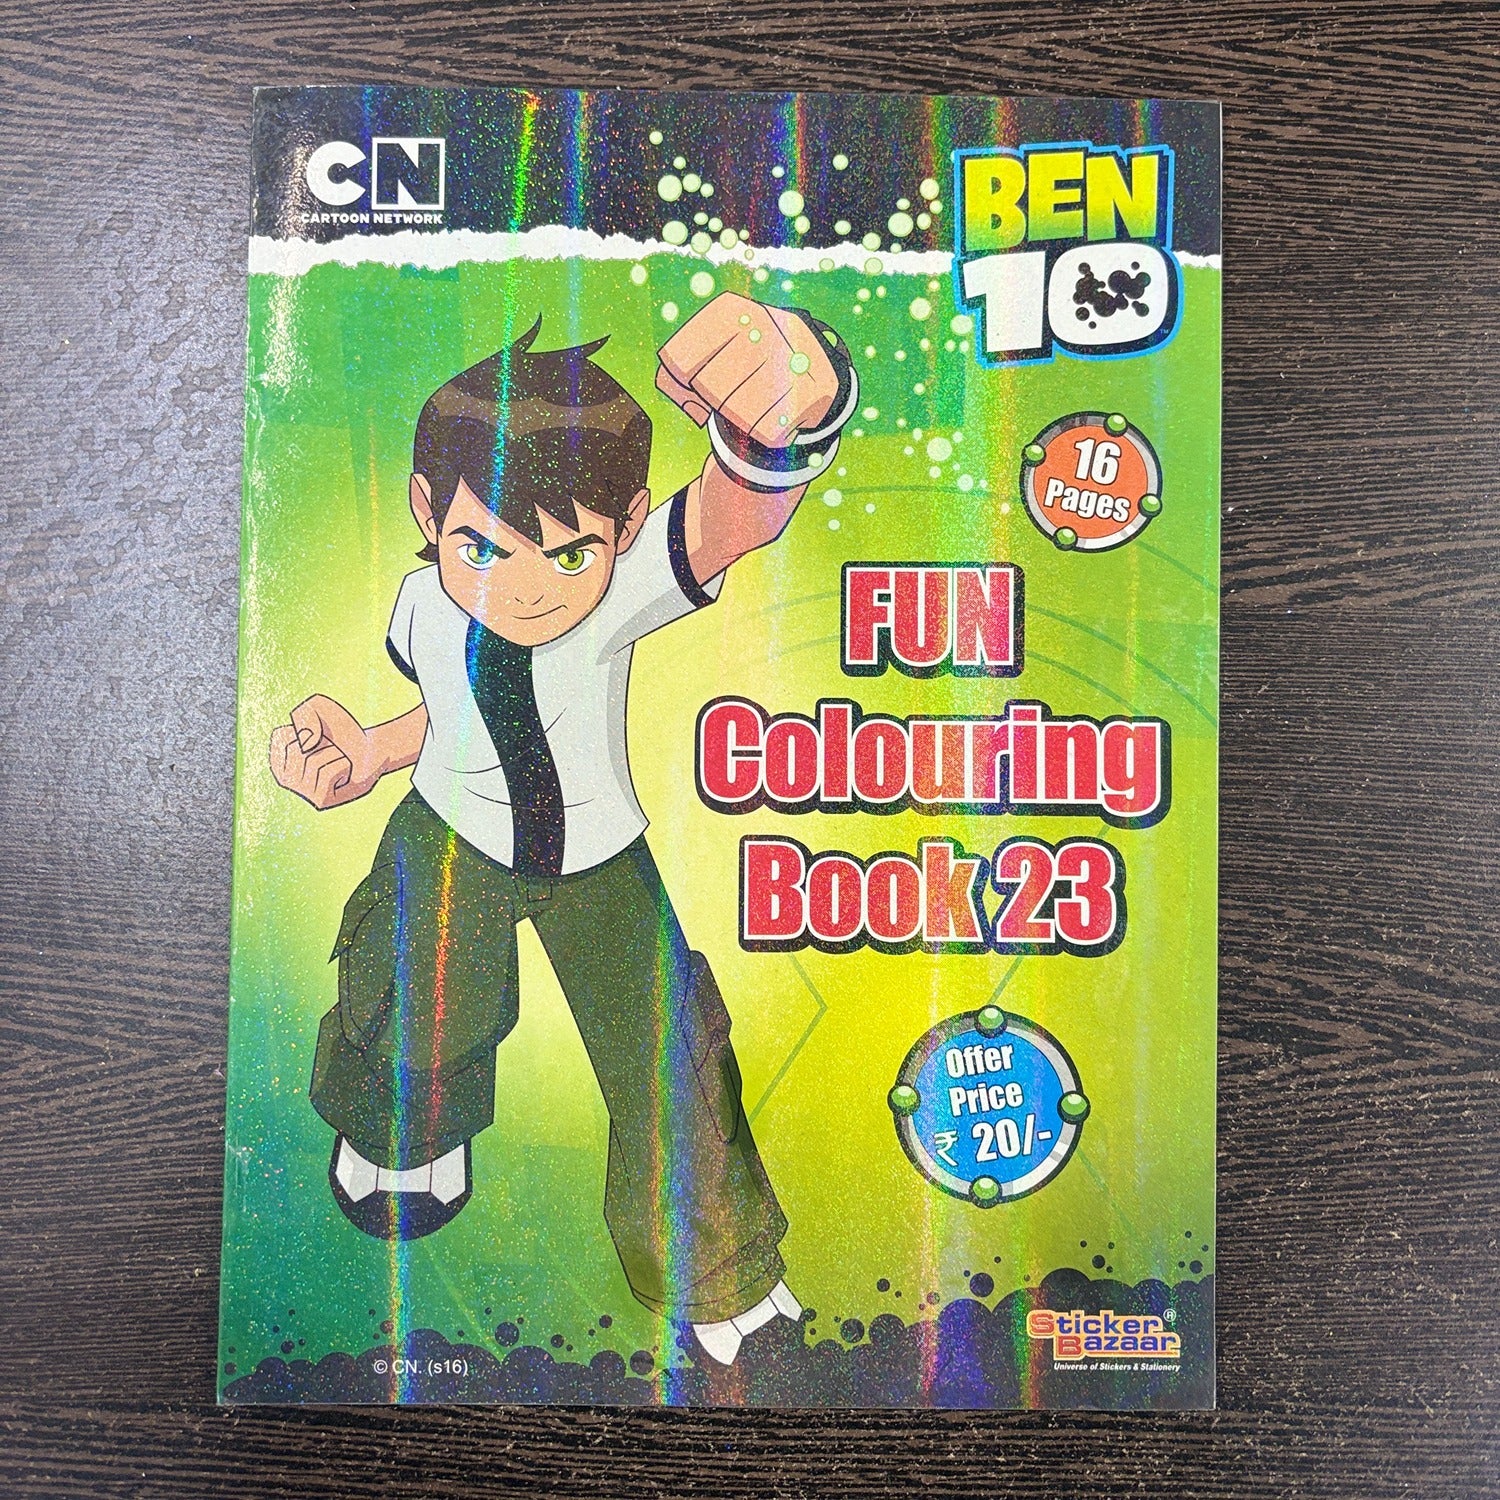 CN
CARTOON NETWORK
BEN
10
TM
16
Pages
FUN
Colouring
Book 23
Offer
Price
₹ 20/-
Sticker ®
Bazaar
Universe of Stickers & Stationery
© CN. (s16)